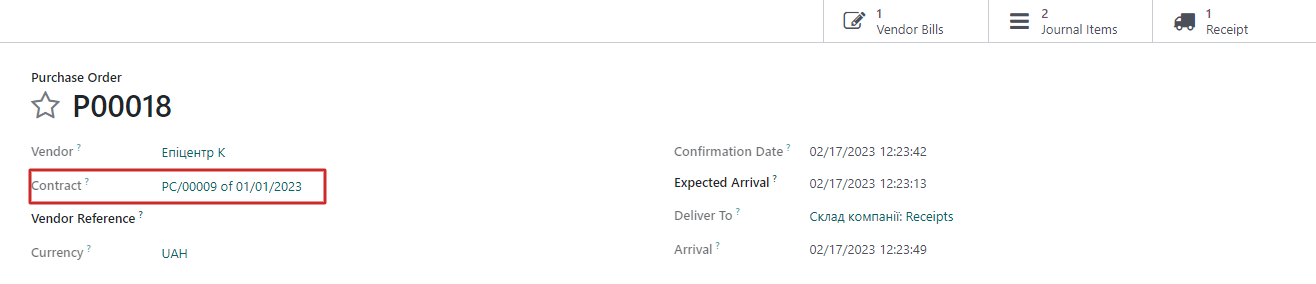 1
Vendor Bills
2
Journal Items
1
Receipt
Purchase Order
P00018
Vendor ? Епіцентр К
Contract ? PC/00009 of 01/01/2023
Vendor Reference ?
Currency ? UAH
Confirmation Date ? 02/17/2023 12:23:42
Expected Arrival ? 02/17/2023 12:23:13
Deliver To ? Склад компанії: Receipts
Arrival ? 02/17/2023 12:23:49